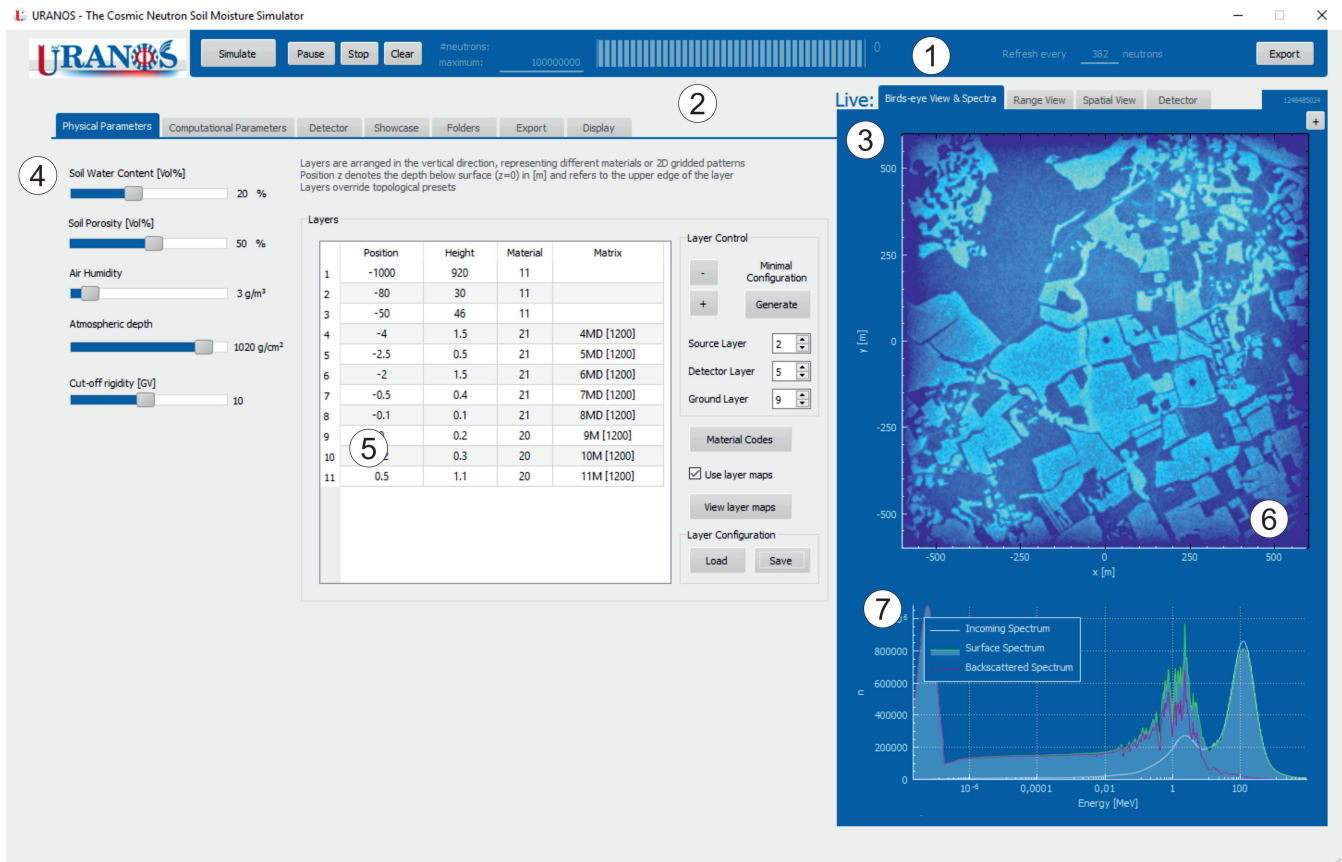 URANOS - The Cosmic Neutron Soil Moisture Simulator
URANOS
Simulate
Pause
Stop
Clear
#neutrons:
maximum: 100000000
0
1
Refresh every 382 neutrons
Export
2
Live:
Birds-eye View & Spectra
Range View
Spatial View
Detector
1248485024
+
Physical Parameters
Computational Parameters
Detector
Showcase
Folders
Export
Display
3
4
Soil Water Content [Vol%]
20 %
Soil Porosity [Vol%]
50 %
Air Humidity
3 g/m³
Atmospheric depth
1020 g/cm²
Cut-off rigidity [GV]
10
Layers are arranged in the vertical direction, representing different materials or 2D gridded patterns
Position z denotes the depth below surface (z=0) in [m] and refers to the upper edge of the layer
Layers override topological presets
Layers
Position Height Material Matrix
1 -1000 920 11
2 -80 30 11
3 -50 46 11
4 -4 1.5 21 4MD [1200]
5 -2.5 0.5 21 5MD [1200]
6 -2 1.5 21 6MD [1200]
7 -0.5 0.4 21 7MD [1200]
8 -0.1 0.1 21 8MD [1200]
9 0.2 20 9M [1200]
10 0.3 20 10M [1200]
11 0.5 1.1 20 11M [1200]
5
Layer Control
-
Minimal
Configuration
+
Generate
Source Layer 2
Detector Layer 5
Ground Layer 9
Material Codes
Use layer maps
View layer maps
Layer Configuration
Load
Save
500
250
0
-250
-500
y [m]
-500 -250 0 250 500
x [m]
6
7
Incoming Spectrum
Surface Spectrum
Backscattered Spectrum
800000
600000
400000
200000
0
n
10-6 0,0001 0,01 1 100
Energy [MeV]